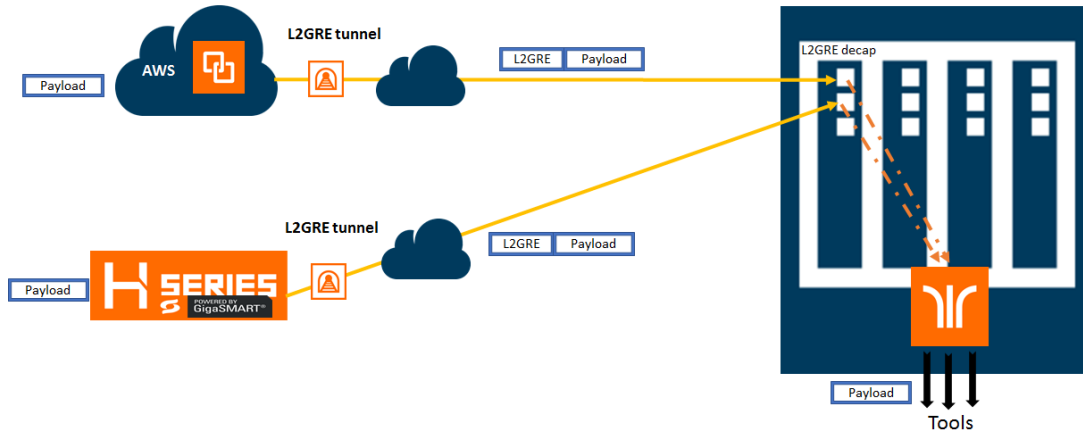 L2GRE tunnel
L2GRE
Payload
L2GRE decap
AWS
Payload
L2GRE tunnel
L2GRE
Payload
Payload
H SERIES
POWERED BY
GigaSMART®
Payload
Tools